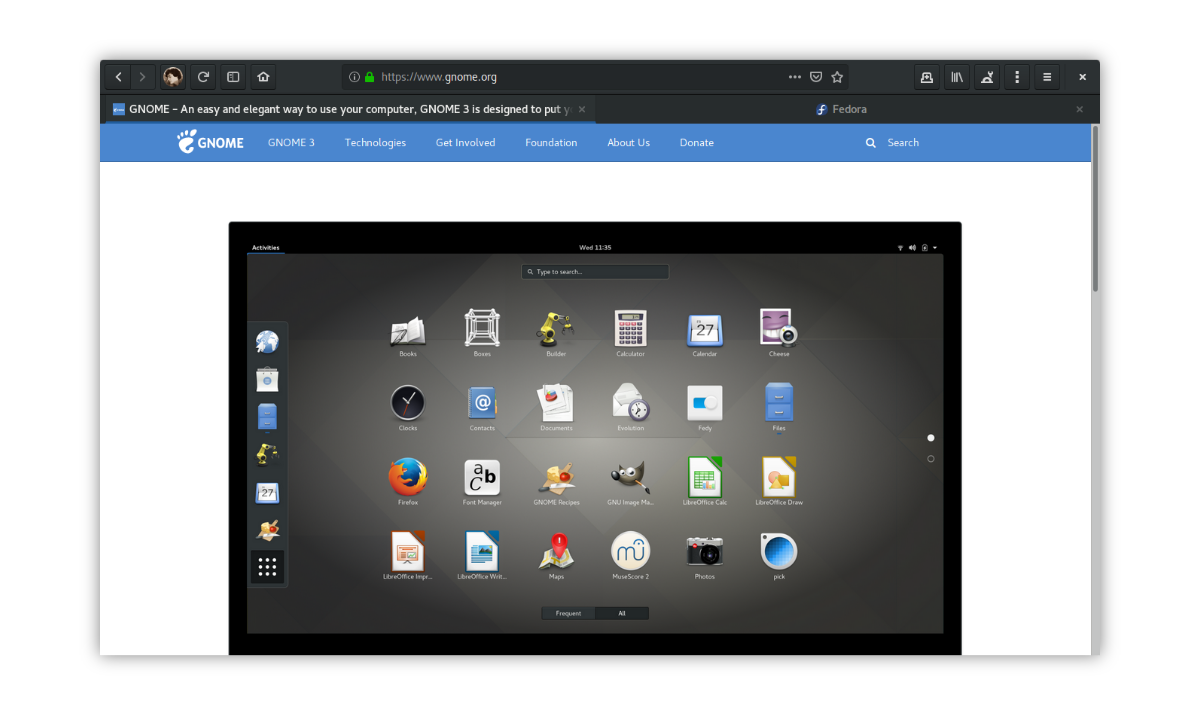 https://www.gnome.org
GNOME – An easy and elegant way to use your computer, GNOME 3 is designed to put y
Fedora
GNOME GNOME 3 Technologies Get Involved Foundation About Us Donate Search
Activities Wed 11:35
Type to search...
Books Boxes Builder Calculator Calendar Cheese
27
Clocks Contacts Documents Evolution Fedy Files
@
a
c b
Firefox Font Manager GNOME Recipes GNU Image Ma... LibreOffice Calc LibreOffice Draw
27
LibreOffice Impr... LibreOffice Writ... Maps MuseScore 2 Photos pick
Frequent All